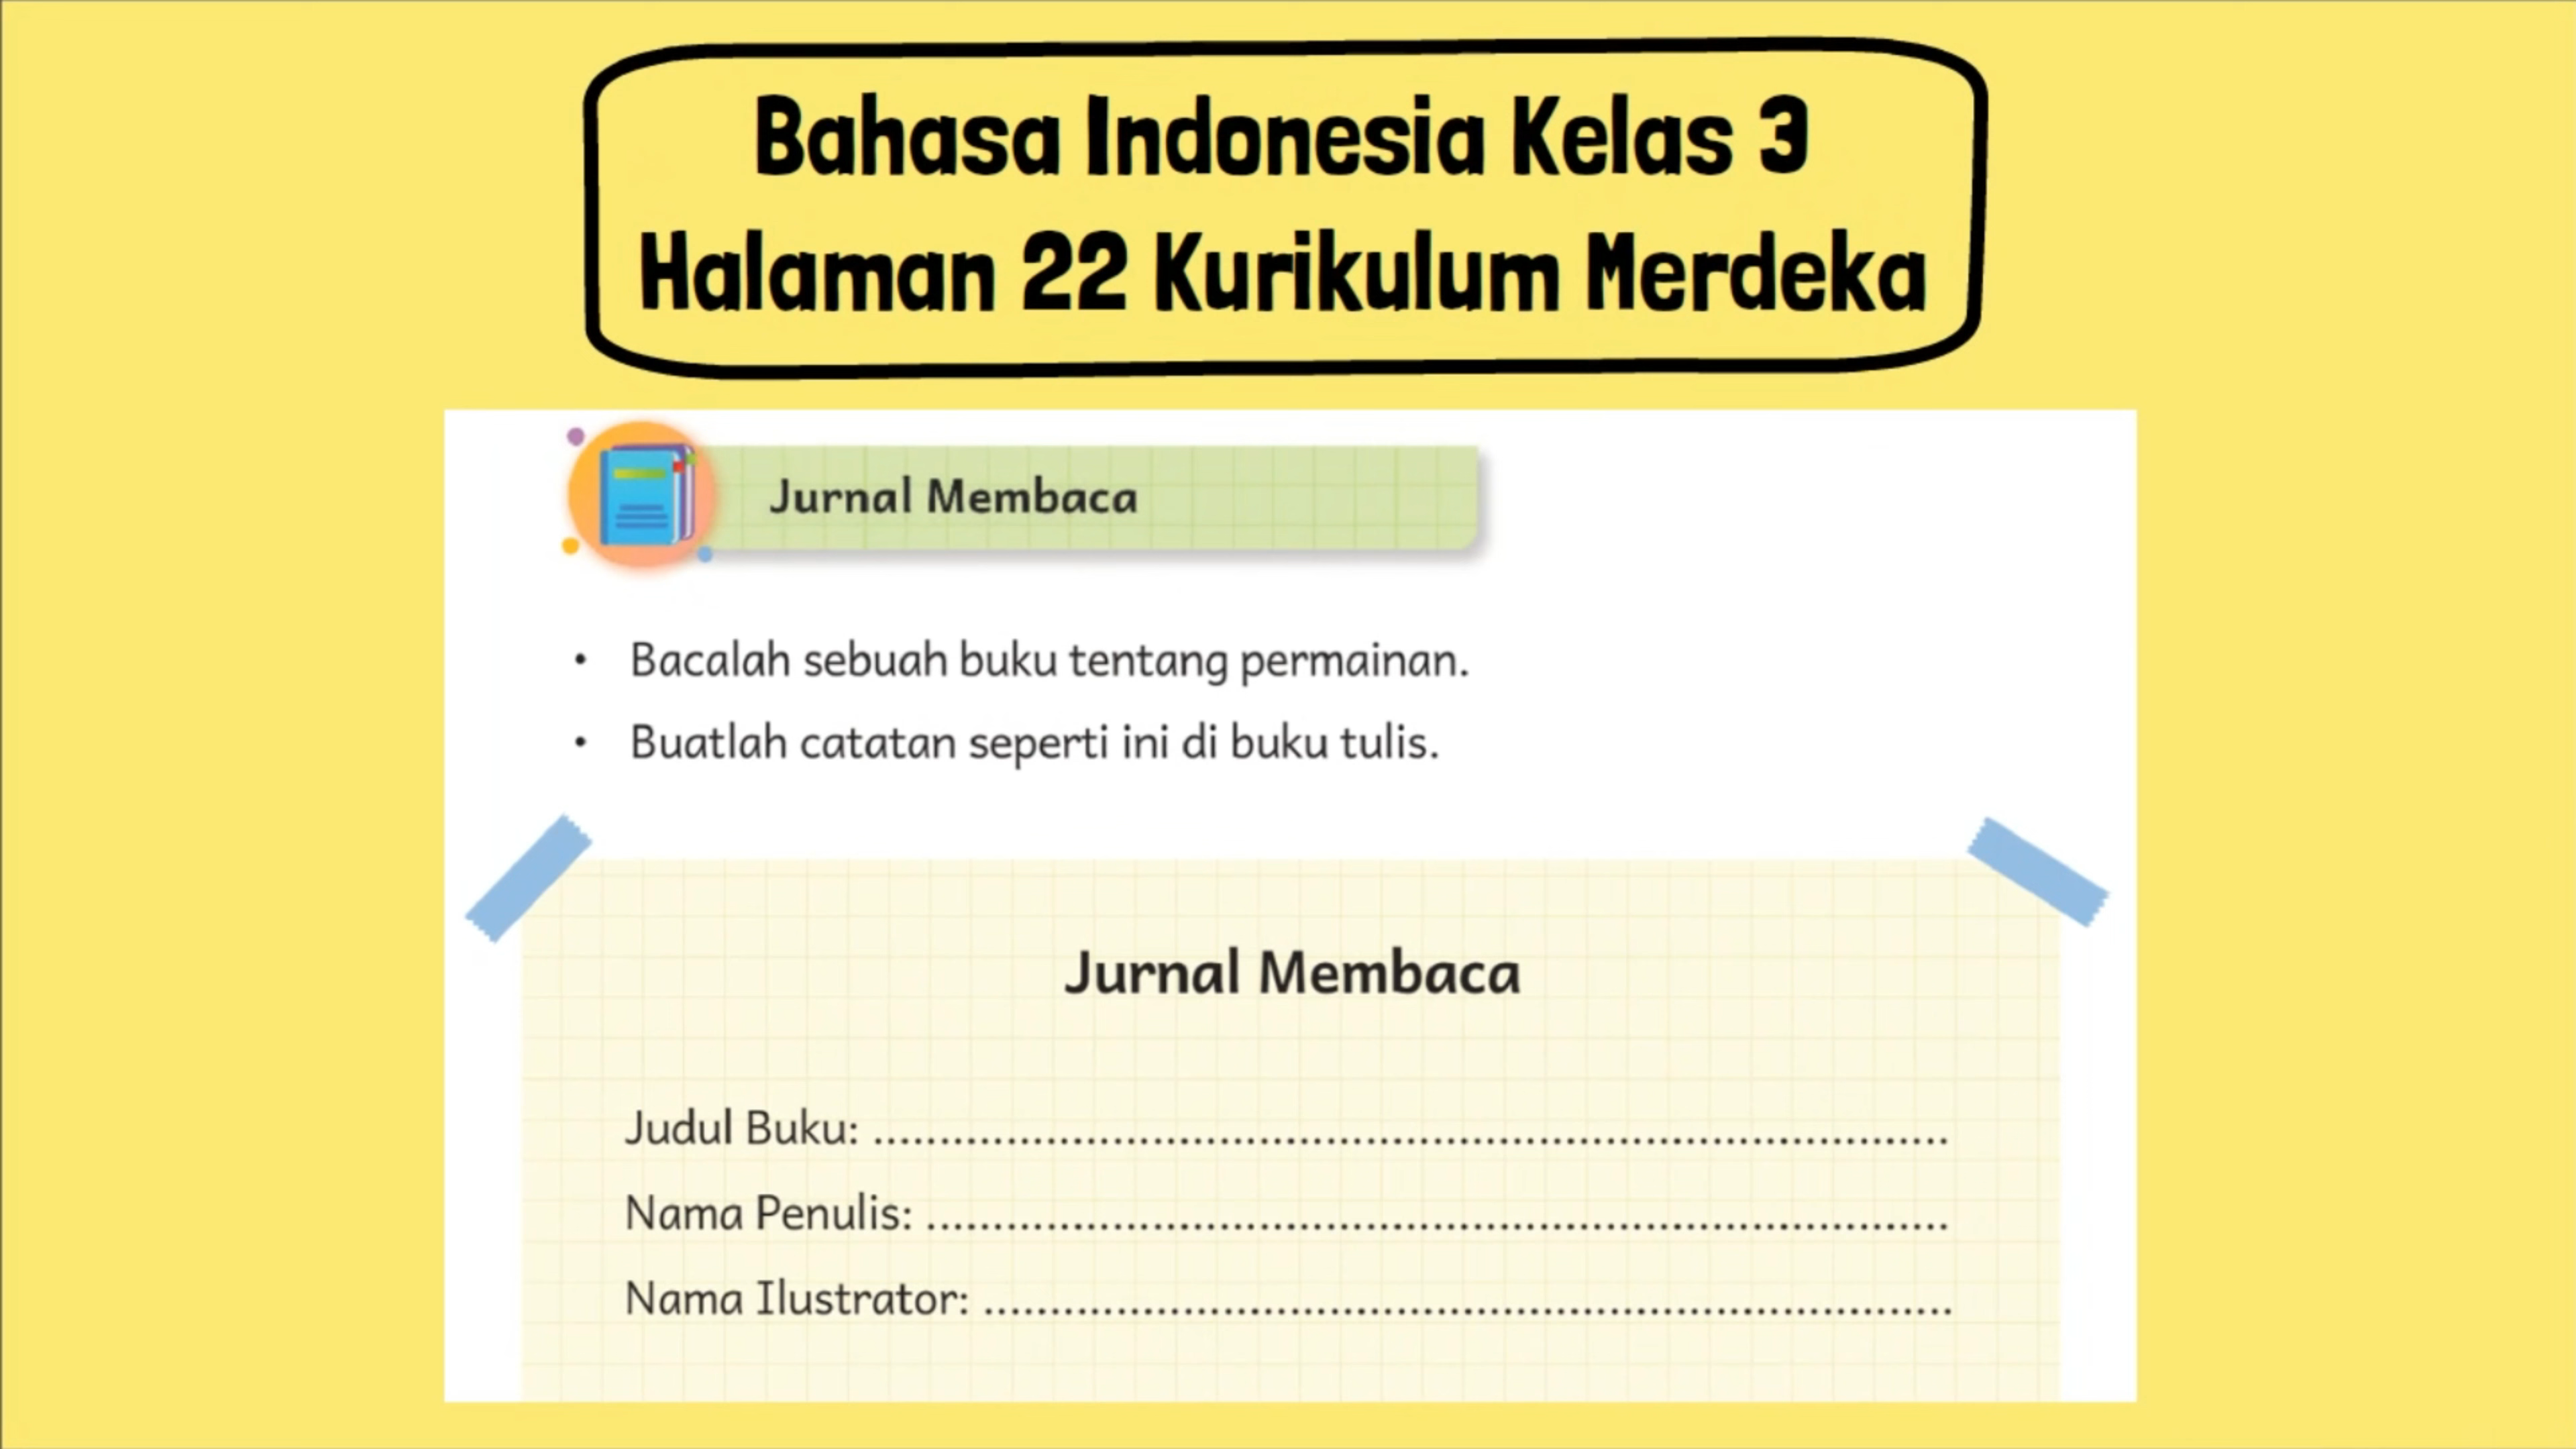 Bahasa Indonesia Kelas 3
Halaman 22 Kurikulum Merdeka
Jurnal Membaca
• Bacalah sebuah buku tentang permainan.
• Buatlah catatan seperti ini di buku tulis.
Jurnal Membaca
Judul Buku: ................................................................................
Nama Penulis: ............................................................................
Nama Ilustrator: ........................................................................